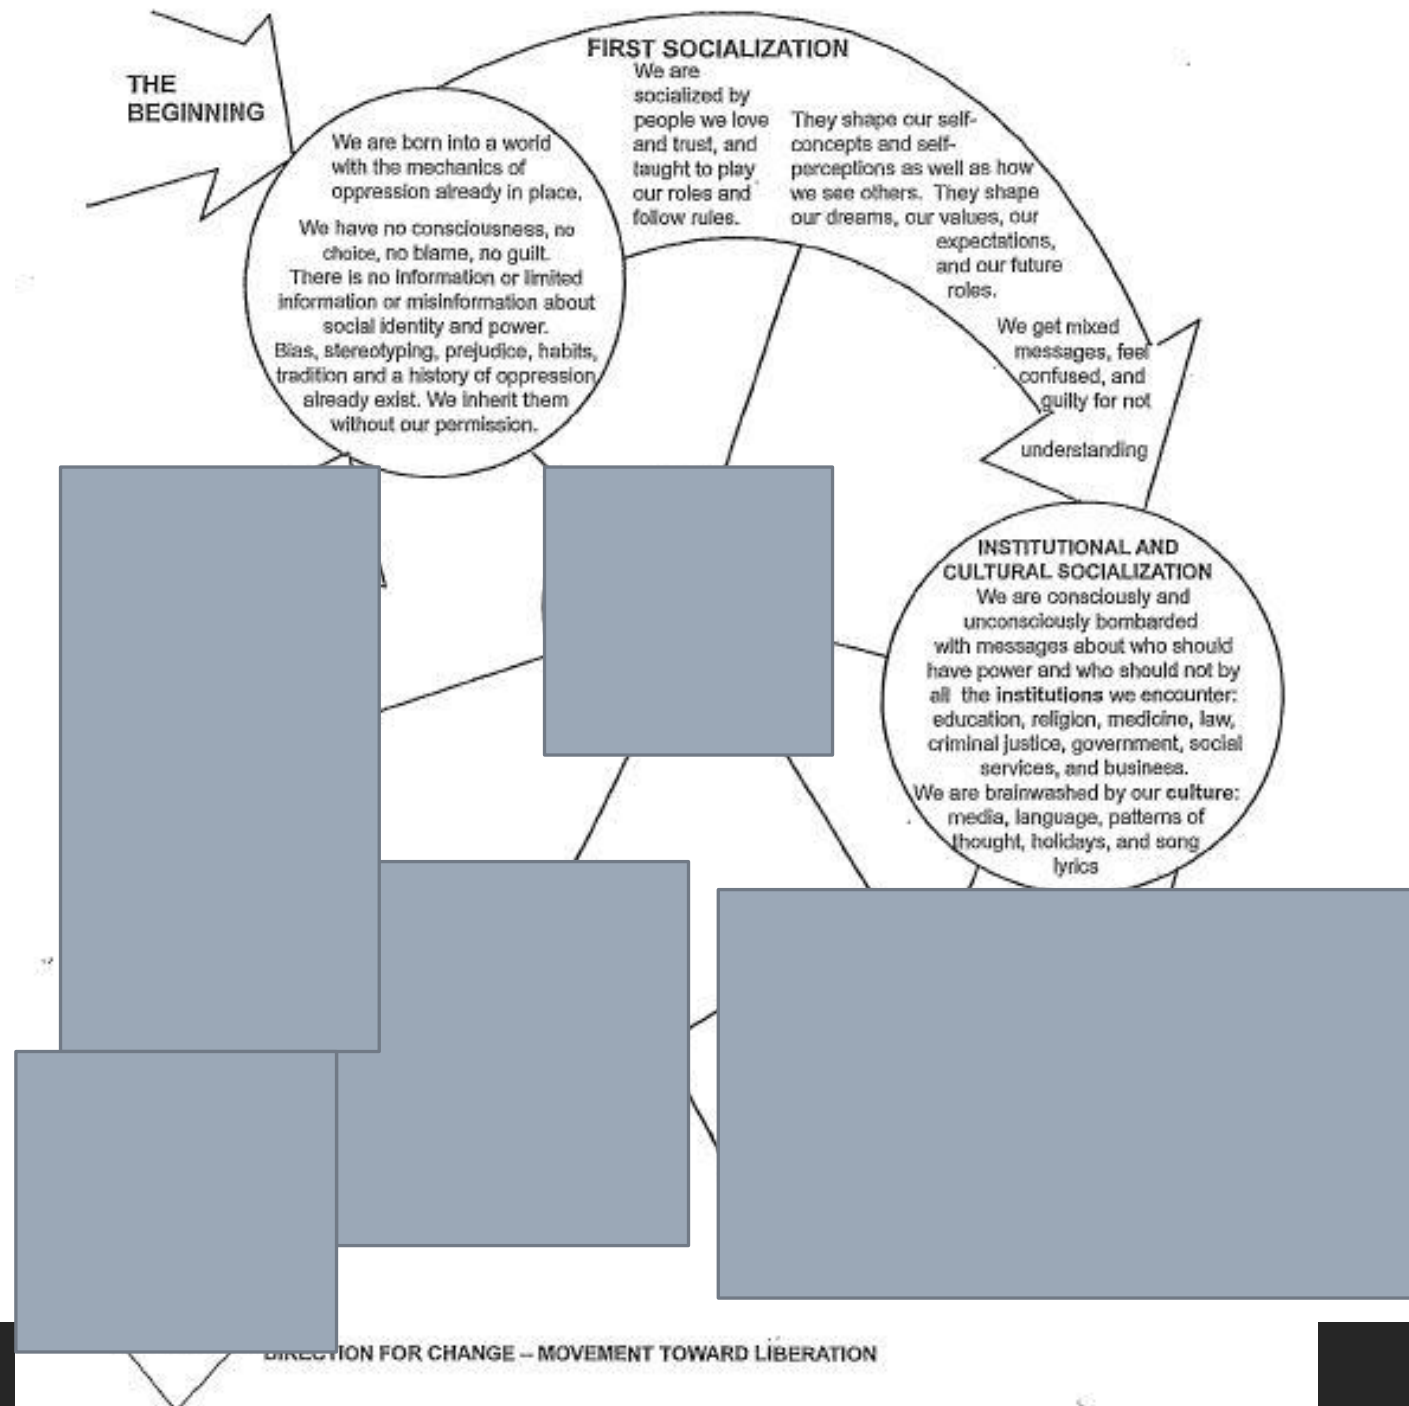 THE
BEGINNING
We are born into a world
with the mechanics of
oppression already in place.
We have no consciousness, no
choice, no blame, no guilt.
There is no information or limited
information or misinformation about
social identity and power.
Bias, stereotyping, prejudice, habits,
tradition and a history of oppression
already exist. We inherit them
without our permission.
FIRST SOCIALIZATION
We are
socialized by
people we love
and trust, and
taught to play
our roles and
follow rules.
They shape our self-
concepts and self-
perceptions as well as how
we see others. They shape
our dreams, our values, our
expectations,
and our future
roles.
We get mixed
messages, feel
confused, and
guilty for not
understanding
INSTITUTIONAL AND
CULTURAL SOCIALIZATION
We are consciously and
unconsciously bombarded
with messages about who should
have power and who should not by
all the institutions we encounter:
education, religion, medicine, law,
criminal justice, government, social
services, and business.
We are brainwashed by our culture:
media, language, patterns of
thought, holidays, and song
lyrics
DIRECTION FOR CHANGE – MOVEMENT TOWARD LIBERATION